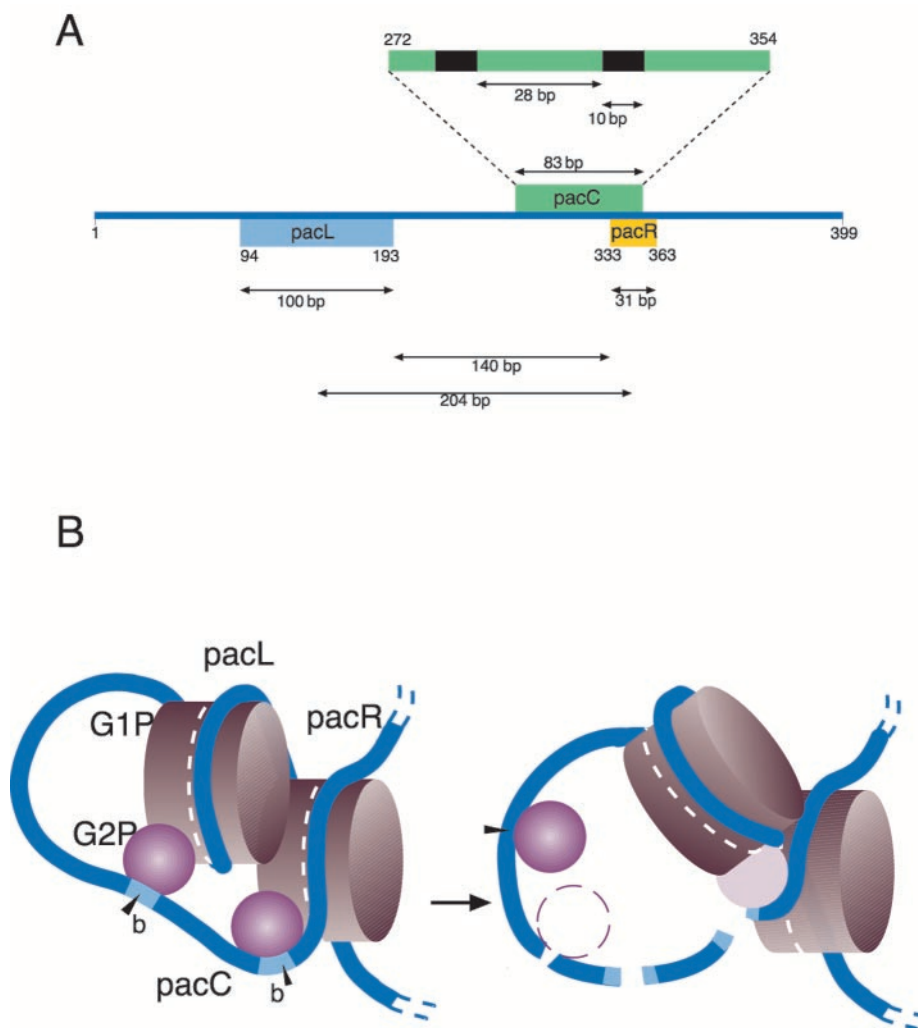 A
272 354
28 bp
10 bp
83 bp
pacC
1 pacL pacR 399
94 193 333 363
100 bp 31 bp
140 bp
204 bp
B
pacL
G1P pacR
G2P
b
pacC b